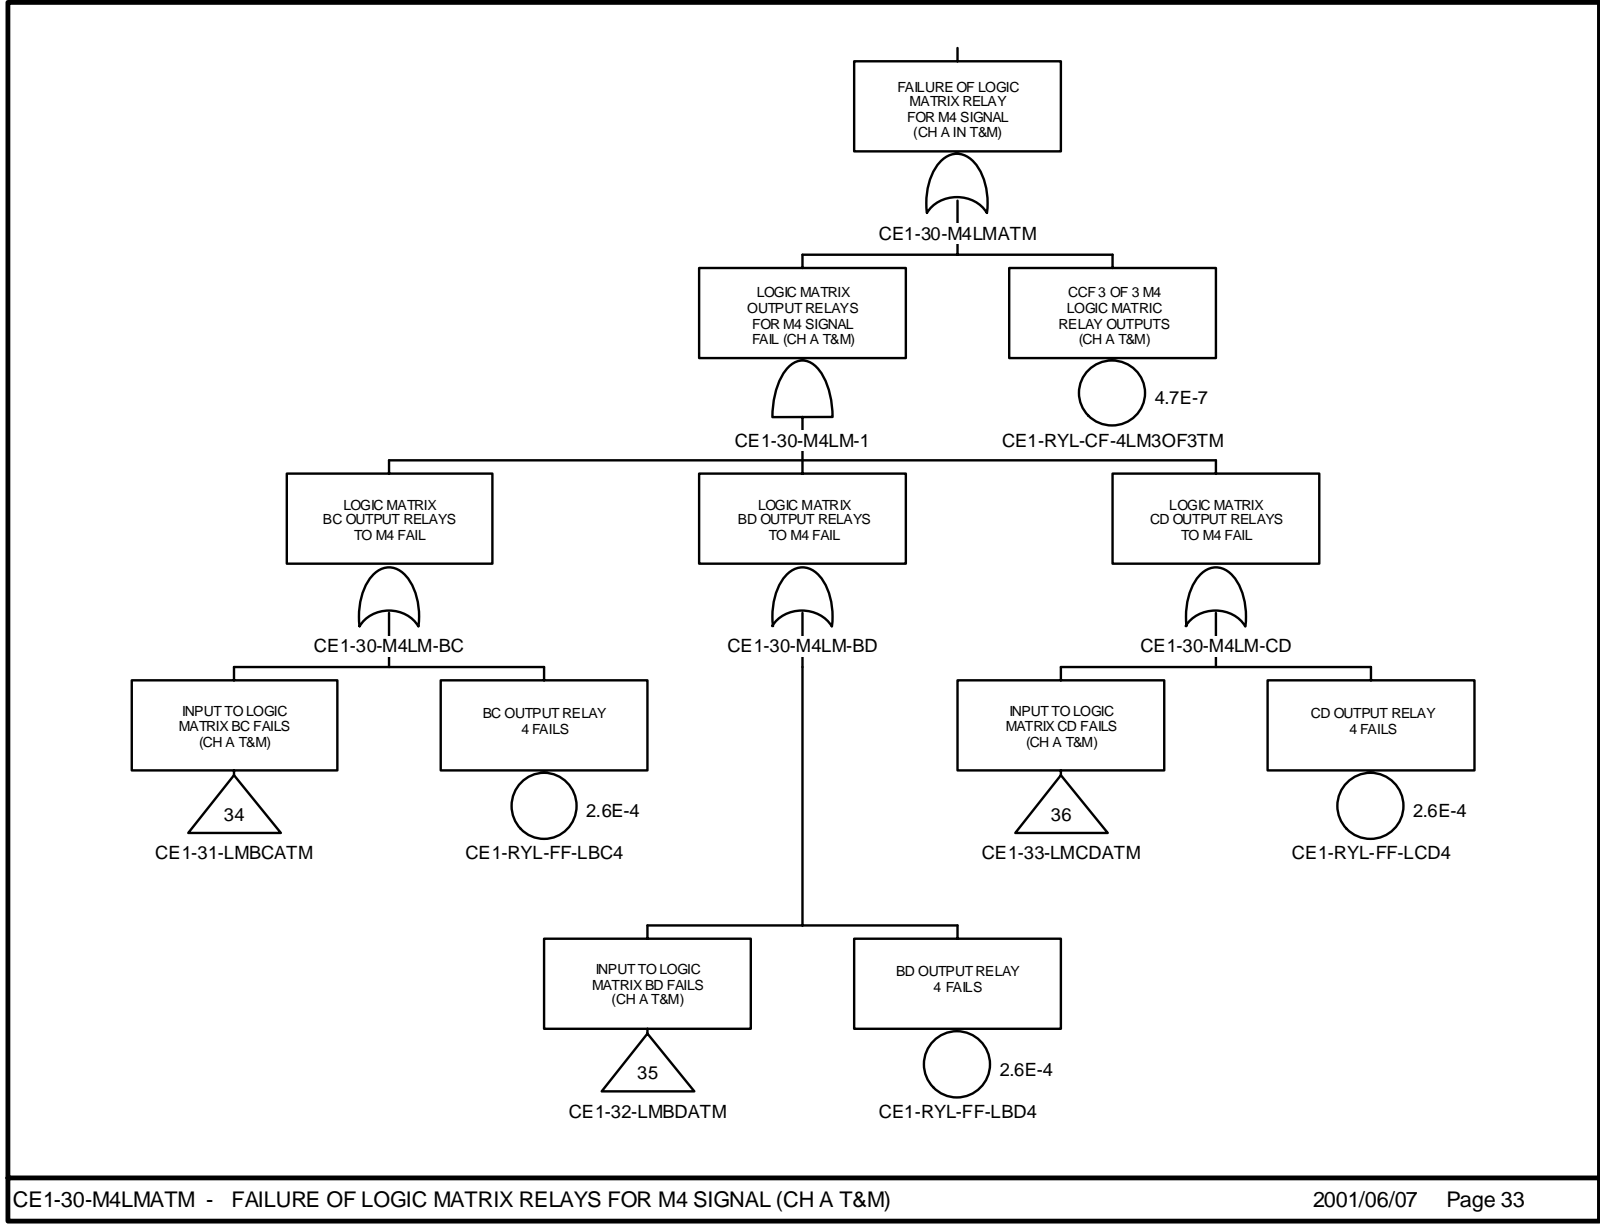 FAILURE OF LOGIC
MATRIX RELAY
FOR M4 SIGNAL
(CH A IN T&M)
CE1-30-M4LMATM
LOGIC MATRIX
OUTPUT RELAYS
FOR M4 SIGNAL
FAIL (CH A T&M)
CE1-30-M4LM-1
CCF 3 OF 3 M4
LOGIC MATRIC
RELAY OUTPUTS
(CH A T&M)
4.7E-7
CE1-RYL-CF-4LM3OF3TM
LOGIC MATRIX
BC OUTPUT RELAYS
TO M4 FAIL
CE1-30-M4LM-BC
LOGIC MATRIX
BD OUTPUT RELAYS
TO M4 FAIL
CE1-30-M4LM-BD
LOGIC MATRIX
CD OUTPUT RELAYS
TO M4 FAIL
CE1-30-M4LM-CD
INPUT TO LOGIC
MATRIX BC FAILS
(CH A T&M)
34
CE1-31-LMBCATM
BC OUTPUT RELAY
4 FAILS
2.6E-4
CE1-RYL-FF-LBC4
INPUT TO LOGIC
MATRIX CD FAILS
(CH A T&M)
36
CE1-33-LMCDATM
CD OUTPUT RELAY
4 FAILS
2.6E-4
CE1-RYL-FF-LCD4
INPUT TO LOGIC
MATRIX BD FAILS
(CH A T&M)
35
CE1-32-LMBDATM
BD OUTPUT RELAY
4 FAILS
2.6E-4
CE1-RYL-FF-LBD4
CE1-30-M4LMATM - FAILURE OF LOGIC MATRIX RELAYS FOR M4 SIGNAL (CH A T&M)
2001/06/07 Page 33